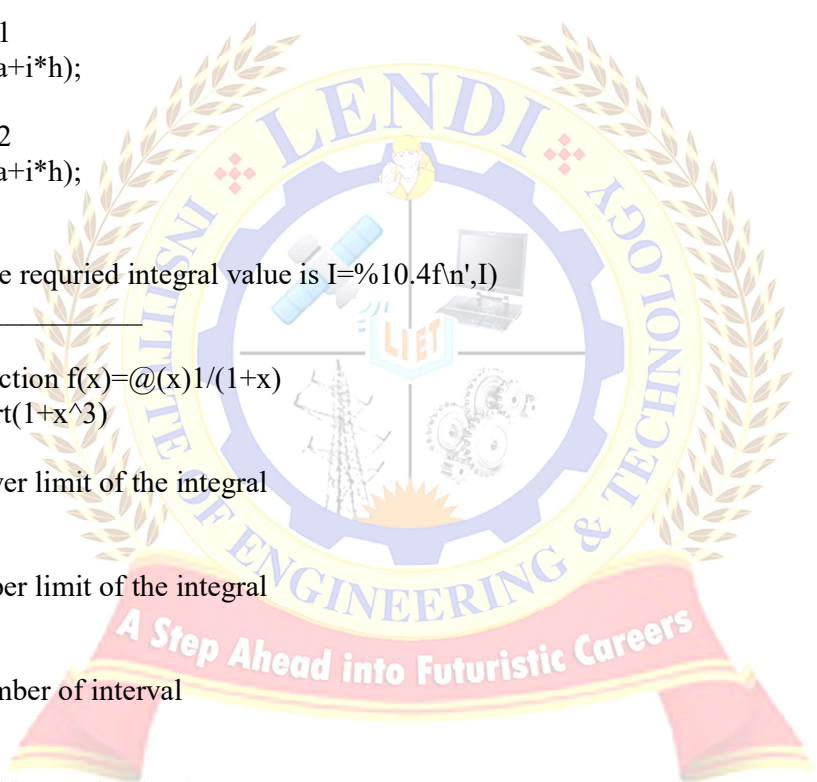 1
a+i*h);
2
a+i*h);
e requried integral value is I=%10.4f\n',I)
ction f(x)=@(x)1/(1+x)
rt(1+x^3)
ver limit of the integral
per limit of the integral
mber of interval
LENDI INSTITUTE OF ENGINEERING & TECHNOLOGY
LIET
A Step Ahead into Futuristic Careers